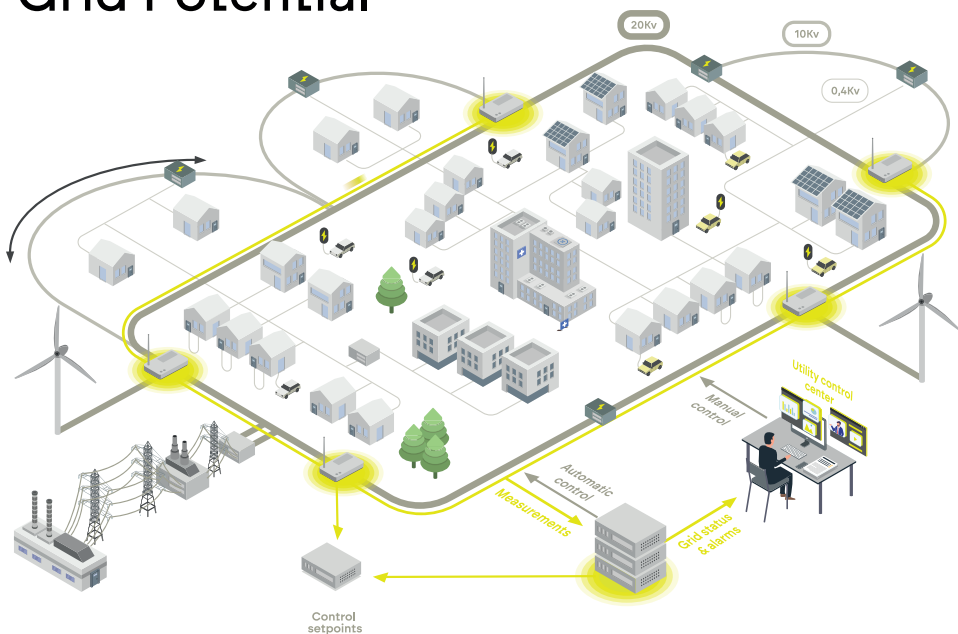 Grid Potential
20Kv
10Kv
0,4Kv
Utility control
center
Manual
control
Automatic
control
Measurements
Grid status
& alarms
Control
setpoints